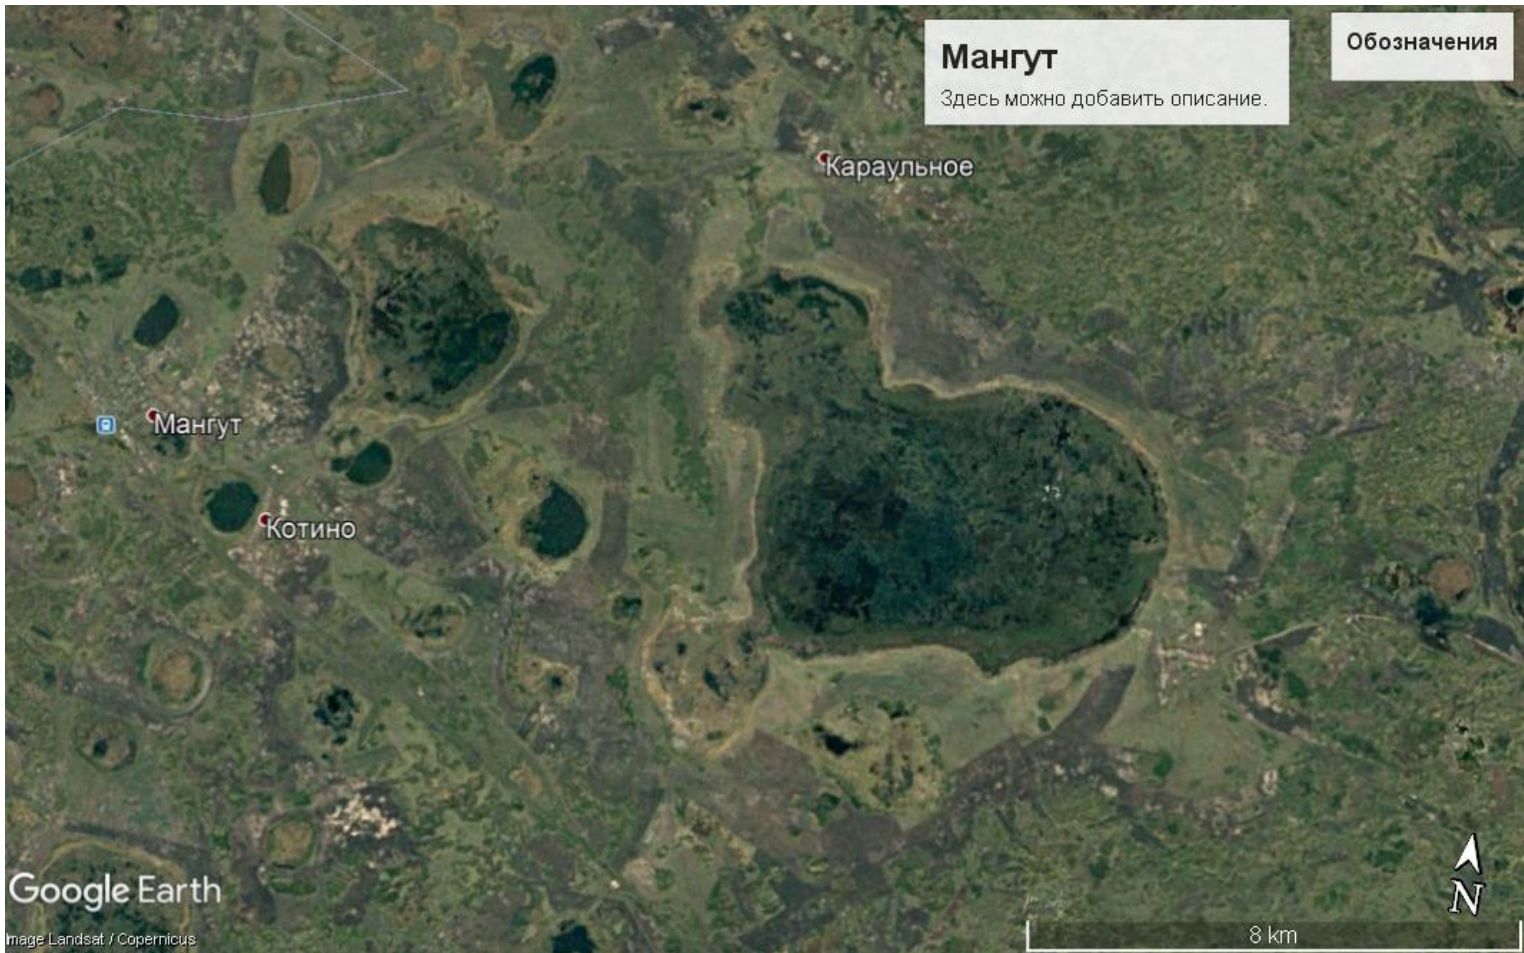 Мангут
Здесь можно добавить описание.
Обозначения
Караульное
Мангут
Котино
Google Earth
N
Image Landsat / Copernicus
8 km